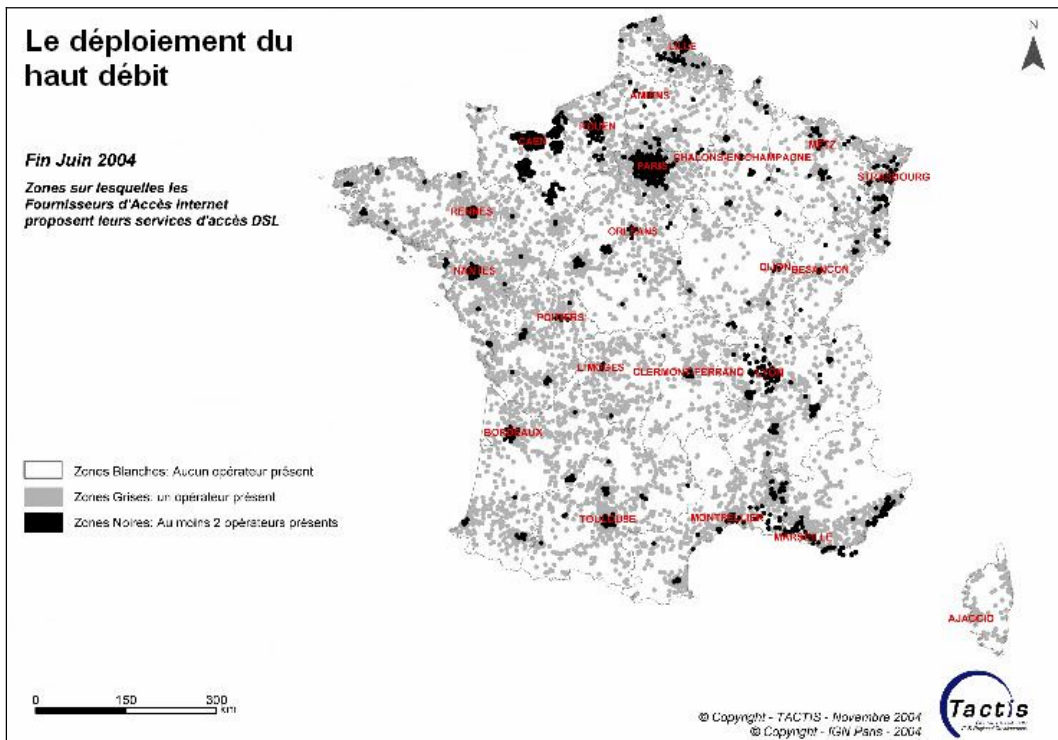 Le déploiement du
haut débit
Fin Juin 2004
Zones sur lesquelles les
Fournisseurs d'Accès Internet
proposent leurs services d'accès DSL
N
LILLE
AMIENS
ROUEN
CAEN
PARIS
CHALONS-EN-CHAMPAGNE
METZ
STRASBOURG
RENNES
ORLEANS
NANTES
DIJON
BESANCON
POITIERS
LIMOGES
CLERMONT-FERRAND
LYON
BORDEAUX
TOULOUSE
MONTPELLIER
MARSEILLE
AJACCIO
Zones Blanches: Aucun opérateur présent
Zones Grises: un opérateur présent
Zones Noires: Au moins 2 opérateurs présents
0 150 300
km
© Copyright - TACTIS - Novembre 2004
© Copyright - IGN Paris - 2004
Tactis